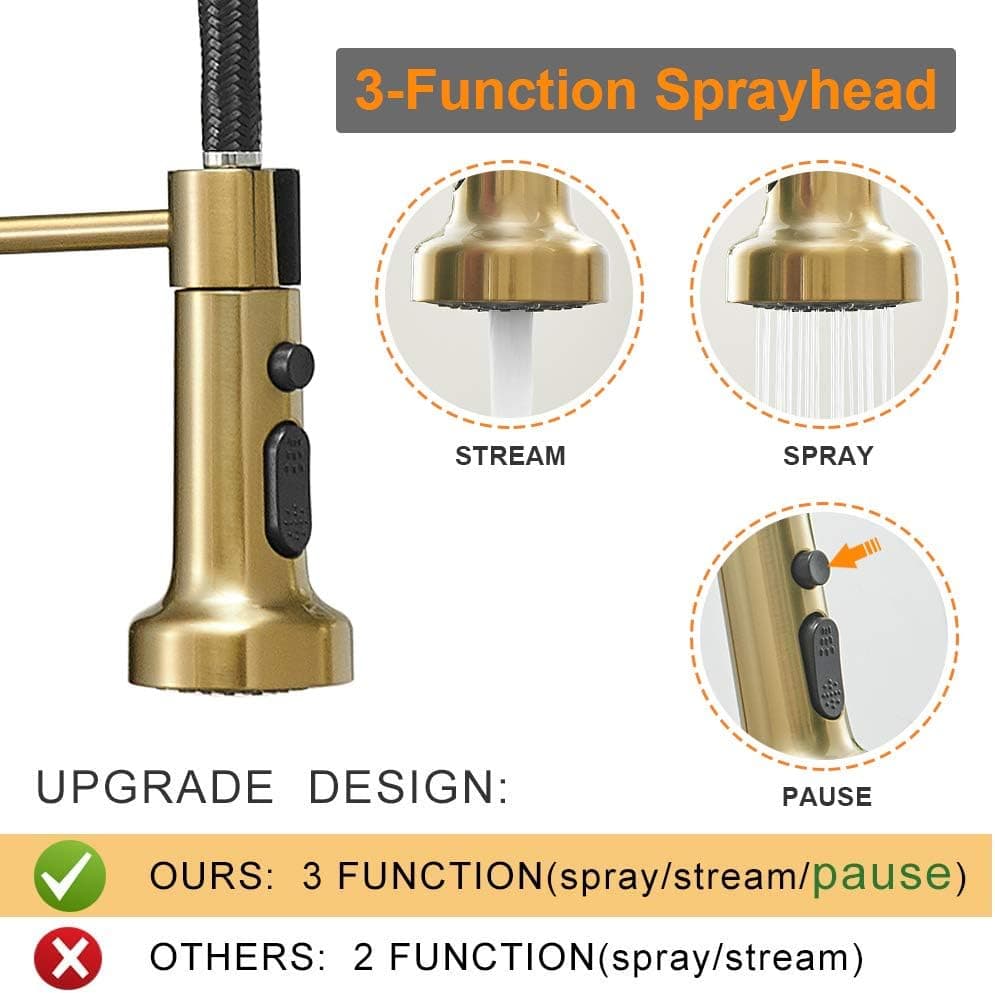 3-Function Sprayhead
STREAM
SPRAY
PAUSE
UPGRADE DESIGN:
OURS: 3 FUNCTION(spray/stream/pause)
OTHERS: 2 FUNCTION(spray/stream)